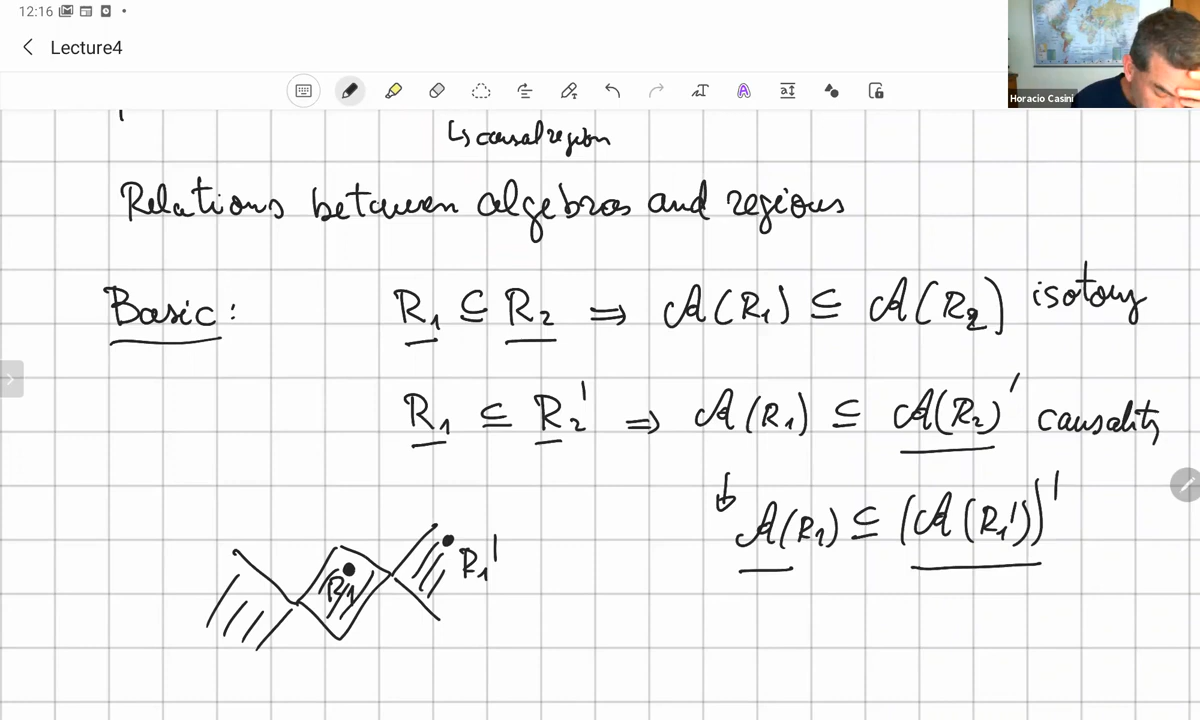 12:16
Lecture4
Horacio Casini
↳ causal region
Relations between algebras and regions
Basic: R₁ ⊆ R₂ ⇒ 𝒜(R₁) ⊆ 𝒜(R₂) isotony
R₁ ⊆ R₂' ⇒ 𝒜(R₁) ⊆ 𝒜(R₂)' causality
↓ 𝒜(R₁) ⊆ (𝒜(R₁'))'
R₁ R₁'